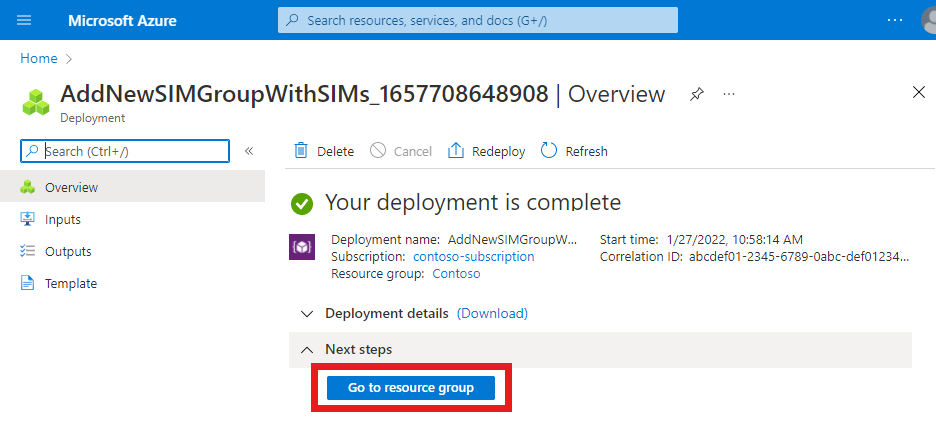 Microsoft Azure
Search resources, services, and docs (G+/)
...
Home >
AddNewSIMGroupWithSIMs_1657708648908 | Overview
...
Deployment
Search (Ctrl+/)
«
Delete
Cancel
Redeploy
Refresh
Overview
Inputs
Outputs
Template
Your deployment is complete
Deployment name: AddNewSIMGroupW...
Subscription: contoso-subscription
Resource group: Contoso
Start time: 1/27/2022, 10:58:14 AM
Correlation ID: abcdef01-2345-6789-0abc-def01234...
Deployment details (Download)
Next steps
Go to resource group